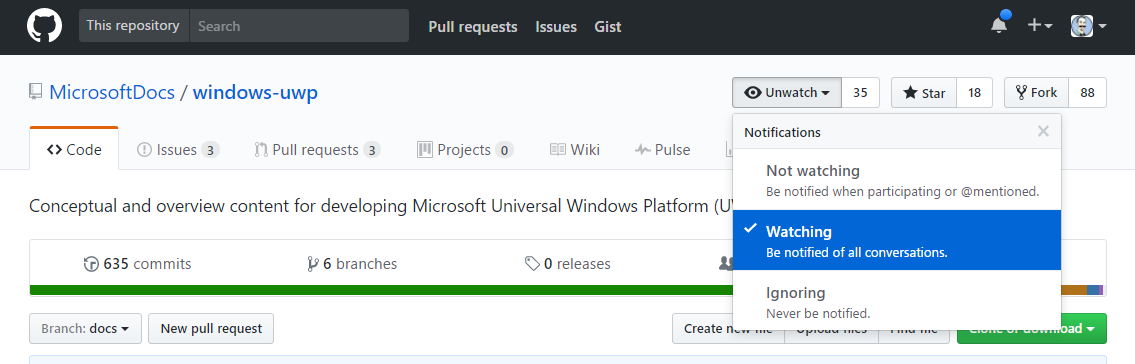 This repository Search Pull requests Issues Gist
MicrosoftDocs / windows-uwp Unwatch 35 Star 18 Fork 88
Notifications
Code Issues 3 Pull requests 3 Projects 0 Wiki Pulse
Not watching
Be notified when participating or @mentioned.
Conceptual and overview content for developing Microsoft Universal Windows Platform
Watching
Be notified of all conversations.
635 commits 6 branches 0 releases
Ignoring
Never be notified.
Branch: docs New pull request Create new file Upload files Find file Clone or download